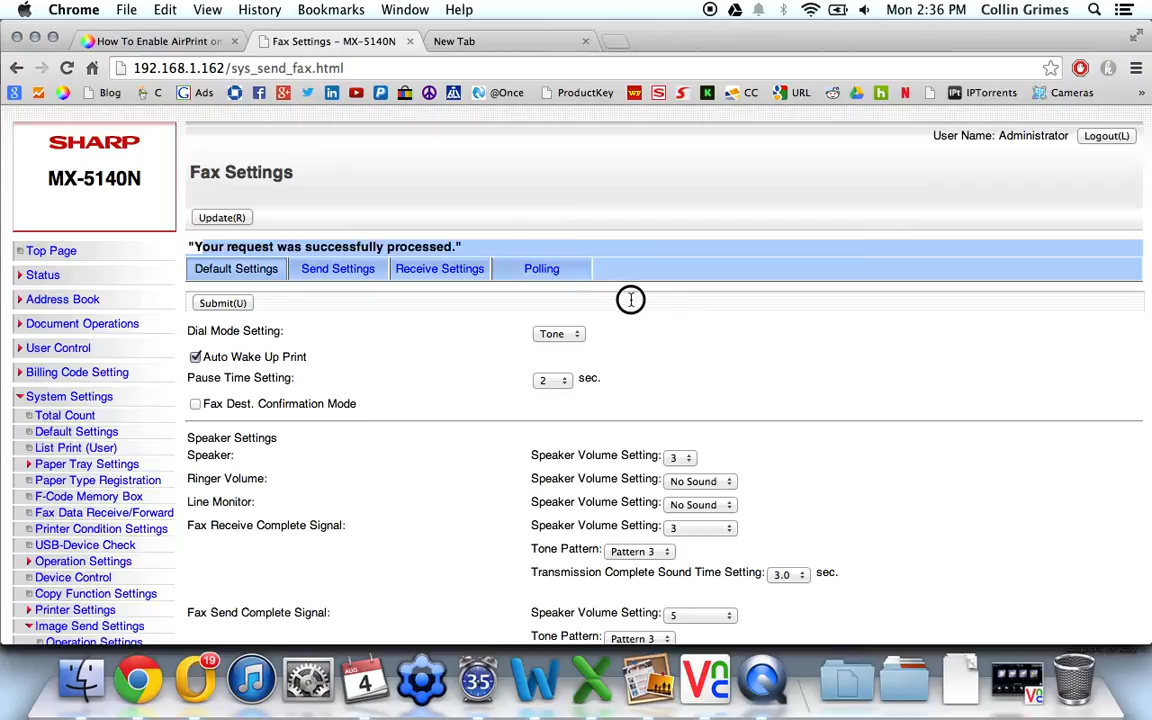 Chrome File Edit View History Bookmarks Window Help Mon 2:36 PM Collin Grimes
How To Enable AirPrint on × Fax Settings – MX-5140N × New Tab ×
192.168.1.162/sys_send_fax.html
Blog C Ads @Once ProductKey CC URL IPTorrents Cameras »
SHARP
MX-5140N
User Name: Administrator Logout(L)
Fax Settings
Update(R)
"Your request was successfully processed."
Default Settings Send Settings Receive Settings Polling
Submit(U)
Dial Mode Setting: Tone
Auto Wake Up Print
Pause Time Setting: 2 sec.
Fax Dest. Confirmation Mode
Speaker Settings
Speaker: Speaker Volume Setting: 3
Ringer Volume: Speaker Volume Setting: No Sound
Line Monitor: Speaker Volume Setting: No Sound
Fax Receive Complete Signal: Speaker Volume Setting: 3
Tone Pattern: Pattern 3
Transmission Complete Sound Time Setting: 3.0 sec.
Fax Send Complete Signal: Speaker Volume Setting: 5
Tone Pattern: Pattern 3
Top Page
Status
Address Book
Document Operations
User Control
Billing Code Setting
System Settings
Total Count
Default Settings
List Print (User)
Paper Tray Settings
Paper Type Registration
F-Code Memory Box
Fax Data Receive/Forward
Printer Condition Settings
USB-Device Check
Operation Settings
Device Control
Copy Function Settings
Printer Settings
Image Send Settings
Operation Settings
19
AUG
4
35